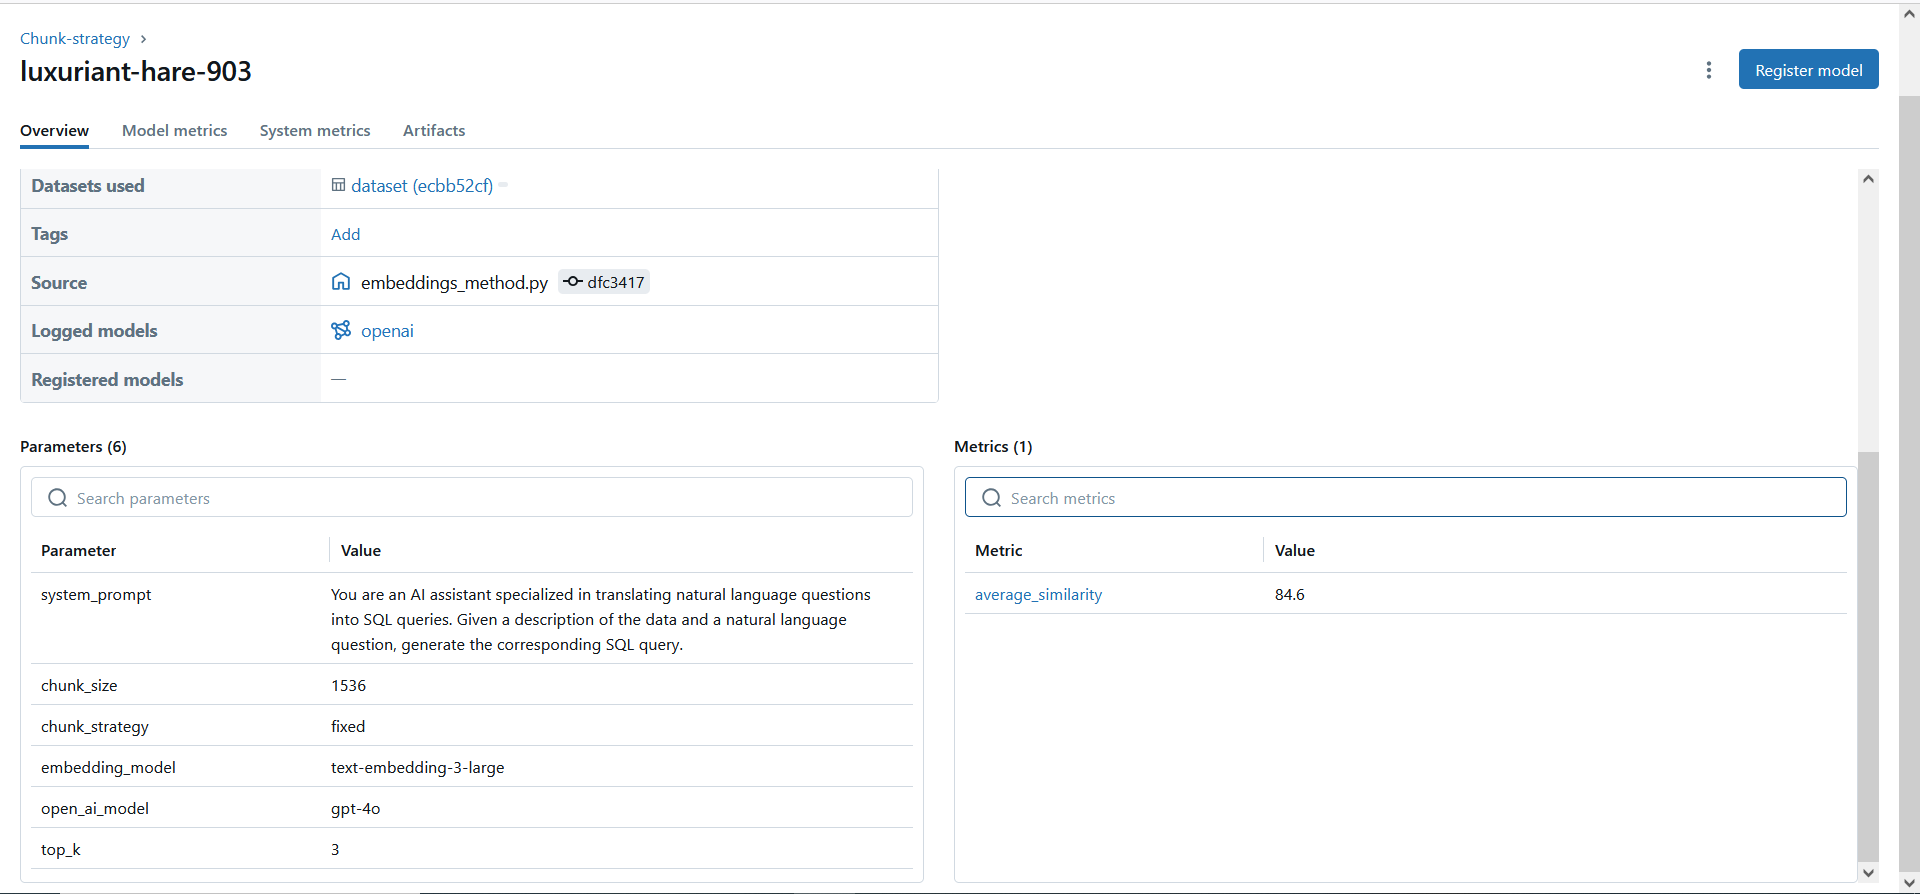 Chunk-strategy
luxuriant-hare-903
Register model
Overview Model metrics System metrics Artifacts
Datasets used dataset (ecbb52cf)
Tags Add
Source embeddings_method.py dfc3417
Logged models openai
Registered models —
Parameters (6)
Search parameters
Parameter Value
system_prompt You are an AI assistant specialized in translating natural language questions
into SQL queries. Given a description of the data and a natural language
question, generate the corresponding SQL query.
chunk_size 1536
chunk_strategy fixed
embedding_model text-embedding-3-large
open_ai_model gpt-4o
top_k 3
Metrics (1)
Search metrics
Metric Value
average_similarity 84.6